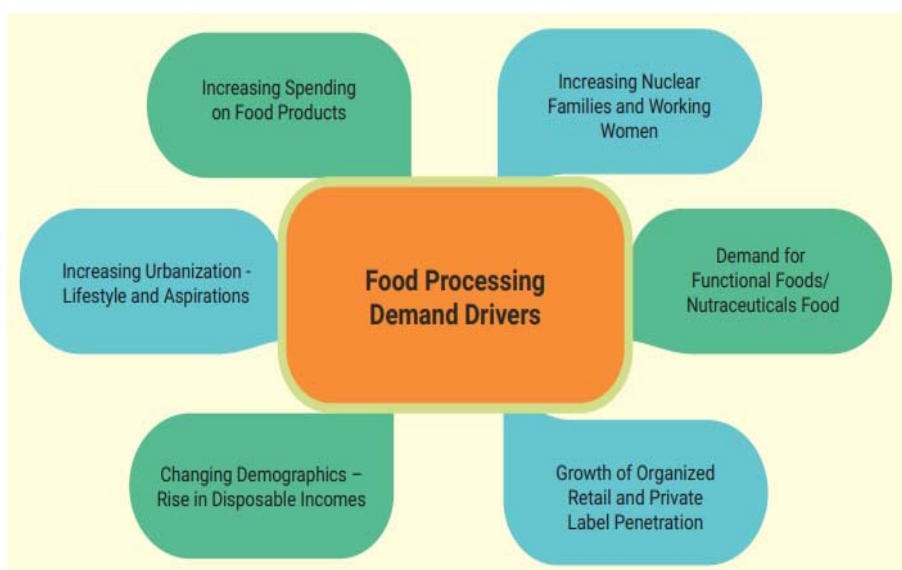 Increasing Spending
on Food Products
Increasing Nuclear
Families and Working
Women
Increasing Urbanization -
Lifestyle and Aspirations
Food Processing
Demand Drivers
Demand for
Functional Foods/
Nutraceuticals Food
Changing Demographics –
Rise in Disposable Incomes
Growth of Organized
Retail and Private
Label Penetration